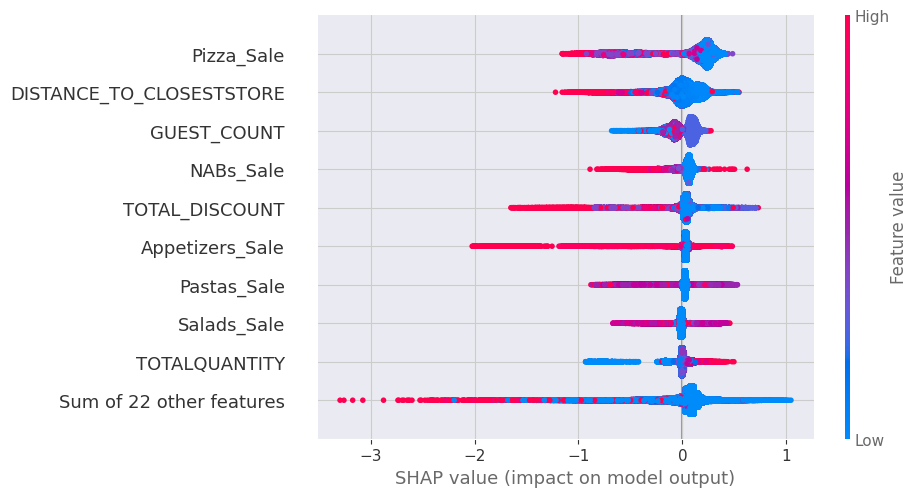 High
Pizza_Sale
DISTANCE_TO_CLOSESTSTORE
GUEST_COUNT
NABs_Sale
TOTAL_DISCOUNT
Appetizers_Sale
Pastas_Sale
Salads_Sale
TOTALQUANTITY
Sum of 22 other features
Feature value
Low
−3 −2 −1 0 1
SHAP value (impact on model output)